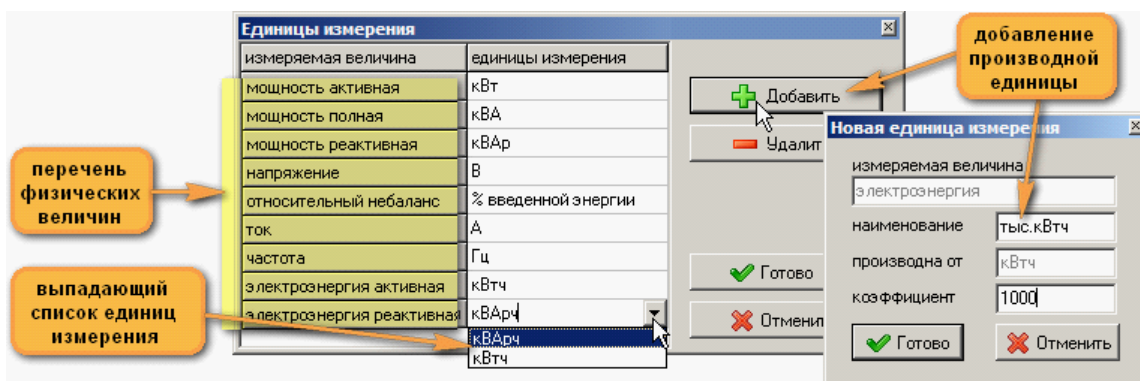 Единицы измерения
измеряемая величина единицы измерения
мощность активная кВт
мощность полная кВА
мощность реактивная кВАр
напряжение В
относительный небаланс % введенной энергии
ток А
частота Гц
электроэнергия активная кВтч
электроэнергия реактивная кВАрч
кВАрч
кВтч
Добавить
Удалит
Готово
Отменит
перечень
физических
величин
выпадающий
список единиц
измерения
добавление
производной
единицы
Новая единица измерения
измеряемая величина
электроэнергия
наименование тыс.кВтч
производна от кВтч
коэффициент 1000
Готово Отменить